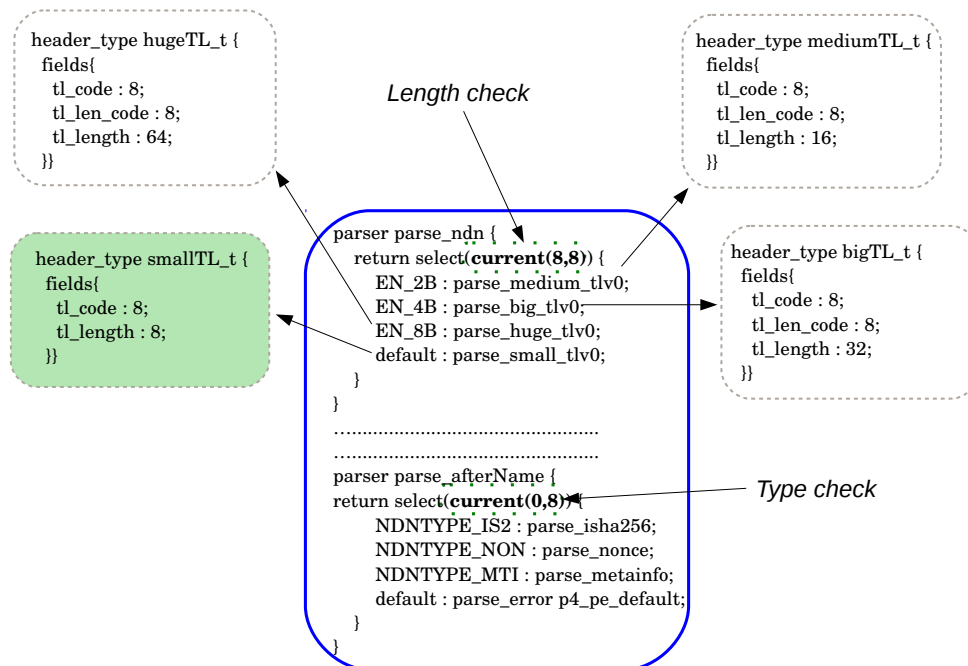 header_type hugeTL_t {
fields{
tl_code : 8;
tl_len_code : 8;
tl_length : 64;
}}
header_type mediumTL_t {
fields{
tl_code : 8;
tl_len_code : 8;
tl_length : 16;
}}
Length check
header_type smallTL_t {
fields{
tl_code : 8;
tl_length : 8;
}}
header_type bigTL_t {
fields{
tl_code : 8;
tl_len_code : 8;
tl_length : 32;
}}
parser parse_ndn {
return select(current(8,8)) {
EN_2B : parse_medium_tlv0;
EN_4B : parse_big_tlv0;
EN_8B : parse_huge_tlv0;
default : parse_small_tlv0;
}
}
.....................................................
.....................................................
parser parse_afterName {
return select(current(0,8)) {
NDNTYPE_IS2 : parse_isha256;
NDNTYPE_NON : parse_nonce;
NDNTYPE_MTI : parse_metainfo;
default : parse_error p4_pe_default;
}
}
Type check